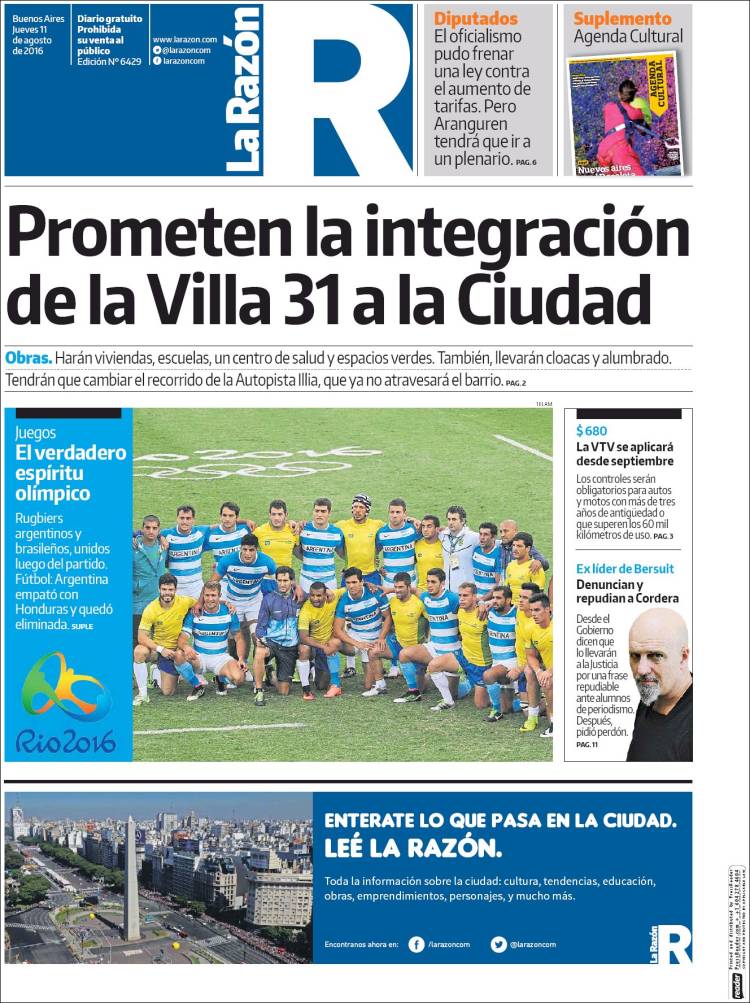 Buenos Aires
Jueves 11
de agosto
de 2016
Diario gratuito
Prohibida
su venta al
público
Edición Nº 6429
www.larazon.com
@larazoncom
larazoncom
La Razón
R
Diputados
El oficialismo
pudo frenar
una ley contra
el aumento de
tarifas. Pero
Aranguren
tendrá que ir a
un plenario. PAG. 6
Suplemento
Agenda Cultural
AGENDA
CULTURAL
Nuevos aires
Prometen la integración
de la Villa 31 a la Ciudad
Obras. Harán viviendas, escuelas, un centro de salud y espacios verdes. También, llevarán cloacas y alumbrado.
Tendrán que cambiar el recorrido de la Autopista Illia, que ya no atravesará el barrio. PAG. 2
TELAM
Juegos
El verdadero
espíritu
olímpico
Rugbiers
argentinos y
brasileños, unidos
luego del partido.
Fútbol: Argentina
empató con
Honduras y quedó
eliminada. SUPLE
Rio2016
ARGENTINA
$ 680
La VTV se aplicará
desde septiembre
Los controles serán
obligatorios para autos
y motos con más de tres
años de antigüedad o
que superen los 60 mil
kilómetros de uso. PAG. 3
Ex líder de Bersuit
Denuncian y
repudian a Cordera
Desde el
Gobierno
dicen que
lo llevarán
a la Justicia
por una frase
repudiable
ante alumnos
de periodismo.
Después,
pidió perdón.
PAG. 11
ENTERATE LO QUE PASA EN LA CIUDAD.
LEÉ LA RAZÓN.
Toda la información sobre la ciudad: cultura, tendencias, educación,
obras, emprendimientos, personajes, y mucho más.
Encontranos ahora en:
/larazoncom
@larazoncom
La Razón
R
Printed and distributed by PressReader